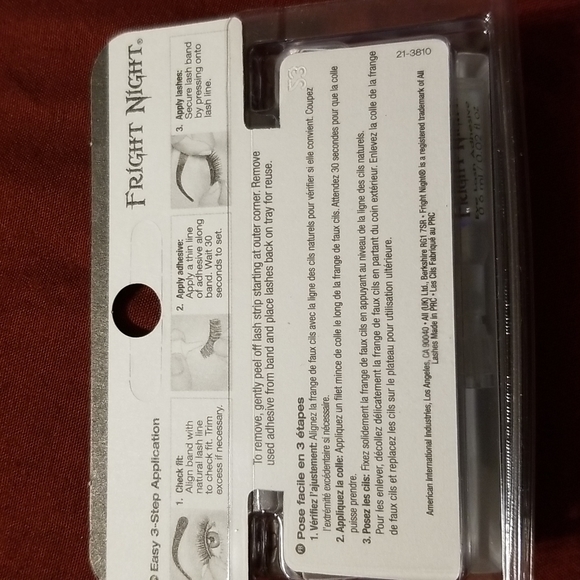 FRIGHT NIGHT®
Easy 3-Step Application
1. Check fit:
Align band with
natural lash line
to check fit. Trim
excess if necessary.
2. Apply adhesive:
Apply a thin line
of adhesive along
band. Wait 30
seconds to set.
3. Apply lashes:
Secure lash band
by pressing onto
lash line.
To remove, gently peel off lash strip starting at outer corner. Remove
used adhesive from band and place lashes back on tray for reuse.
21-3810
FR Pose facile en 3 étapes
1. Vérifiez l'ajustement: Alignez la frange de faux cils avec la ligne des cils naturels pour vérifier si elle convient. Coupez
l'extrémité excédentaire si nécessaire.
2. Appliquez la colle: Appliquez un filet mince de colle le long de la frange de faux cils. Attendez 30 secondes pour que la colle
puisse prendre.
3. Posez les cils: Fixez solidement la frange de faux cils en appuyant au niveau de la ligne des cils naturels.
Pour les enlever, décollez délicatement la frange de faux cils en partant du coin extérieur. Enlevez la colle de la frange
de faux cils et replacez les cils sur le plateau pour utilisation ultérieure.
American International Industries, Los Angeles, CA 90040 • AII (UK) Ltd., Berkshire RG1 7SR • Fright Night® is a registered trademark of AII
Lashes Made in PRC • Les Cils Fabriqué au PRC